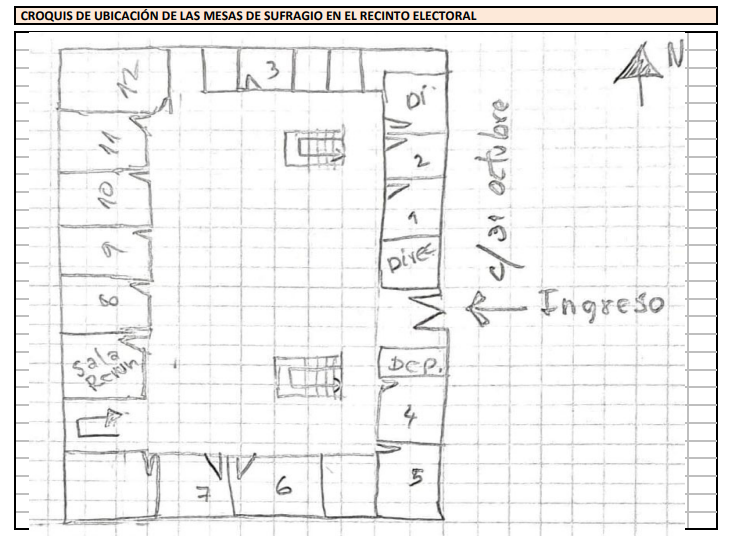 CROQUIS DE UBICACIÓN DE LAS MESAS DE SUFRAGIO EN EL RECINTO ELECTORAL
12
3
N
Di
11
2
10
1
c/31 octubre
9
Direc
8
Ingreso
Sala
Reun
Dep.
4
7
6
5